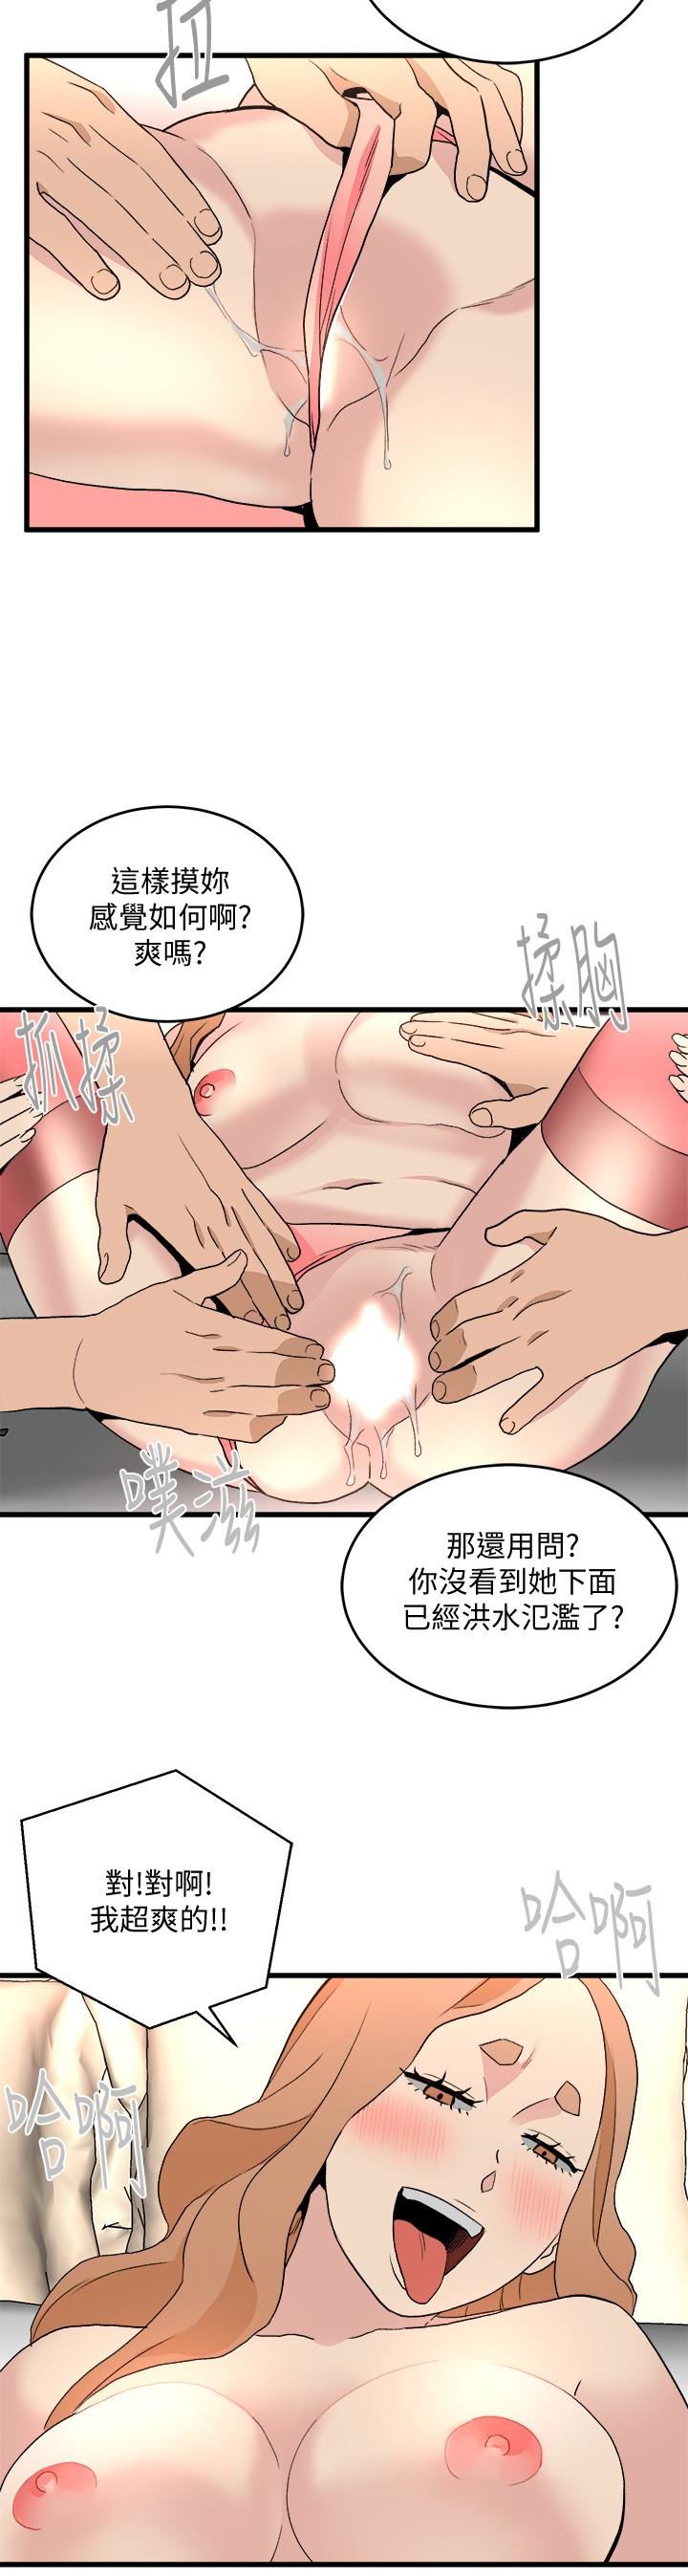 扭
這樣摸妳
感覺如何啊?
爽嗎?
揉胸
抓揉
噗滋
那還用問?
你沒看到她下面
已經洪水氾濫了?
對!對啊!
我超爽的!!
哈啊
哈啊